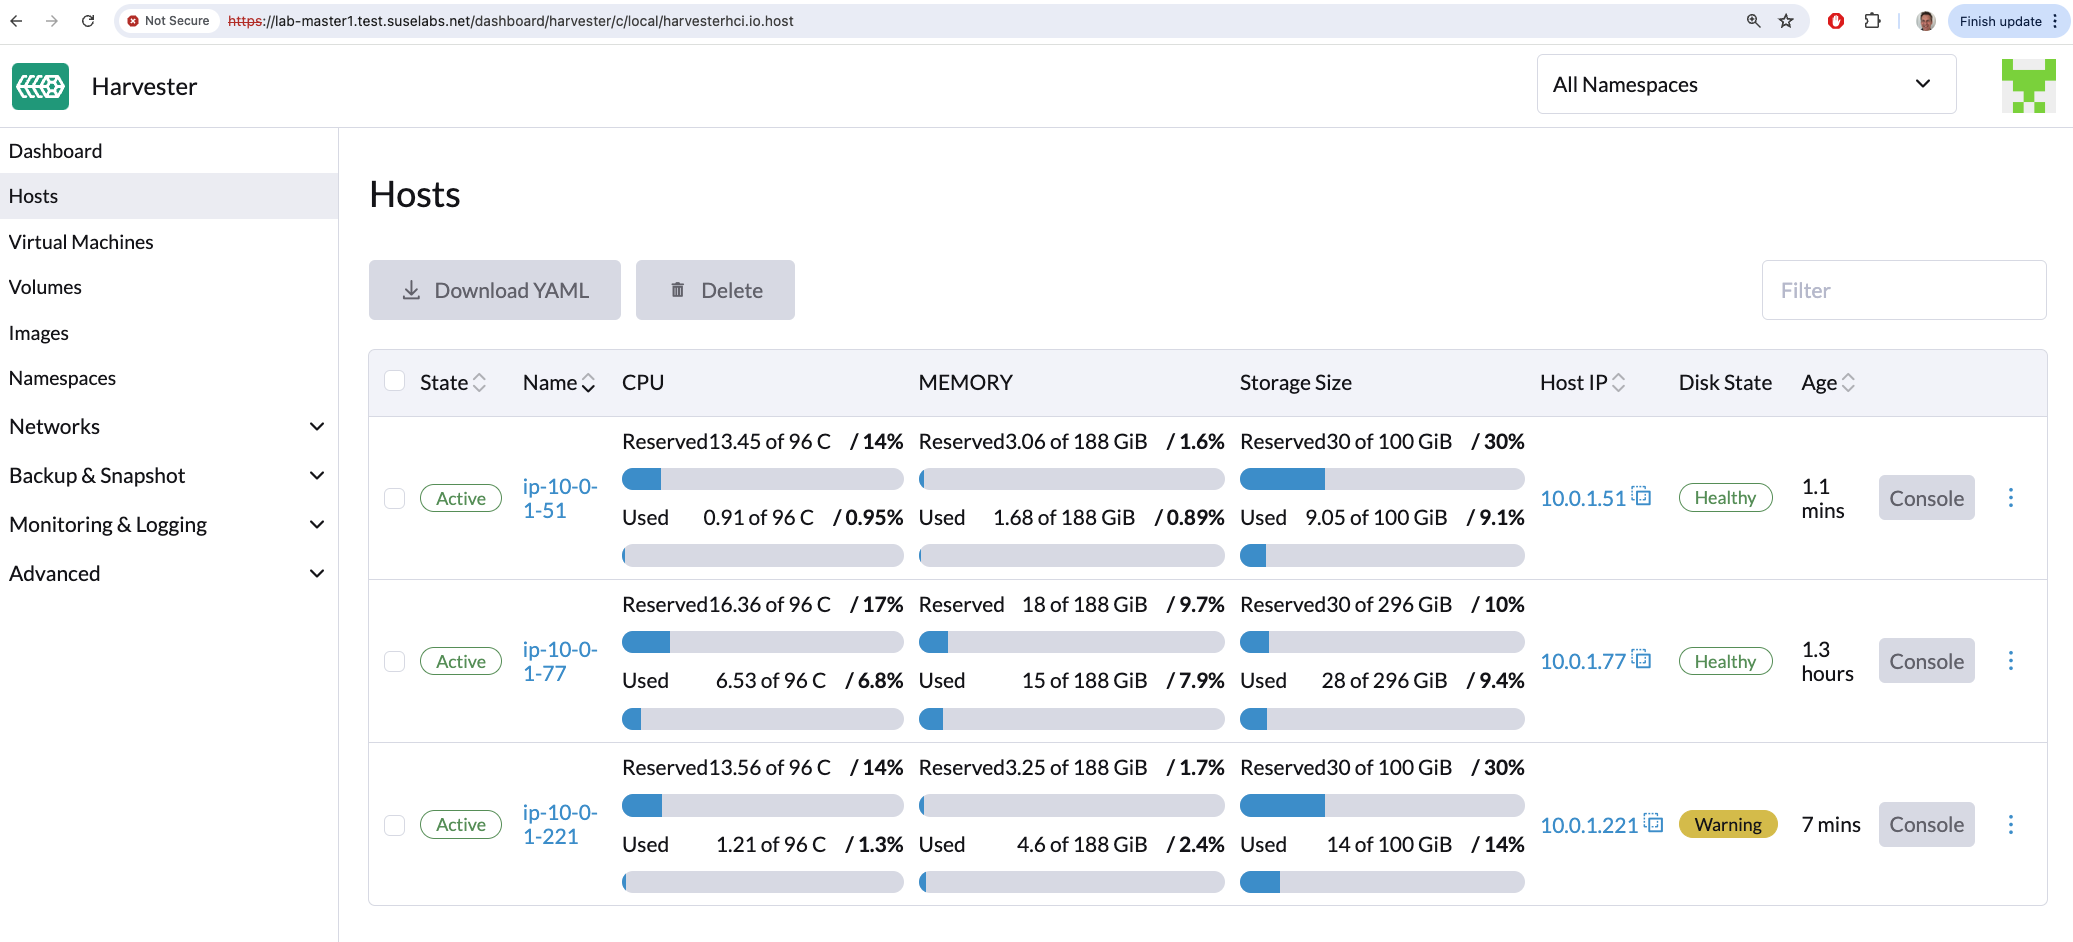 Not Secure https://lab-master1.test.suselabs.net/dashboard/harvester/c/local/harvesterhci.io.host Finish update
Harvester All Namespaces
Dashboard
Hosts
Virtual Machines
Volumes
Images
Namespaces
Networks
Backup & Snapshot
Monitoring & Logging
Advanced
Hosts
Download YAML Delete Filter
State Name CPU MEMORY Storage Size Host IP Disk State Age
Reserved13.45 of 96 C / 14% Reserved3.06 of 188 GiB / 1.6% Reserved30 of 100 GiB / 30%
Active ip-10-0-
1-51 10.0.1.51 Healthy 1.1
mins Console
Used 0.91 of 96 C / 0.95% Used 1.68 of 188 GiB / 0.89% Used 9.05 of 100 GiB / 9.1%
Reserved16.36 of 96 C / 17% Reserved 18 of 188 GiB / 9.7% Reserved30 of 296 GiB / 10%
Active ip-10-0-
1-77 10.0.1.77 Healthy 1.3
hours Console
Used 6.53 of 96 C / 6.8% Used 15 of 188 GiB / 7.9% Used 28 of 296 GiB / 9.4%
Reserved13.56 of 96 C / 14% Reserved3.25 of 188 GiB / 1.7% Reserved30 of 100 GiB / 30%
Active ip-10-0-
1-221 10.0.1.221 Warning 7 mins Console
Used 1.21 of 96 C / 1.3% Used 4.6 of 188 GiB / 2.4% Used 14 of 100 GiB / 14%